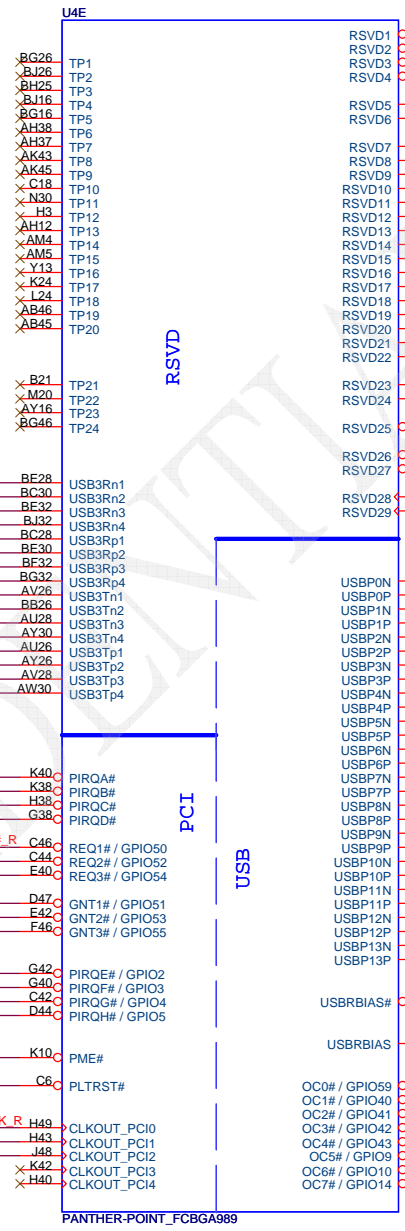 U4E
BG26 TP1
BJ26 TP2
BH25 TP3
BJ16 TP4
BG16 TP5
AH38 TP6
AH37 TP7
AK43 TP8
AK45 TP9
C18 TP10
N30 TP11
H3 TP12
AH12 TP13
AM4 TP14
AM5 TP15
Y13 TP16
K24 TP17
L24 TP18
AB46 TP19
AB45 TP20
B21 TP21
M20 TP22
AY16 TP23
BG46 TP24
RSVD
RSVD1
RSVD2
RSVD3
RSVD4
RSVD5
RSVD6
RSVD7
RSVD8
RSVD9
RSVD10
RSVD11
RSVD12
RSVD13
RSVD14
RSVD15
RSVD16
RSVD17
RSVD18
RSVD19
RSVD20
RSVD21
RSVD22
RSVD23
RSVD24
RSVD25
RSVD26
RSVD27
RSVD28
RSVD29
BE28 USB3Rn1
BC30 USB3Rn2
BE32 USB3Rn3
BJ32 USB3Rn4
BC28 USB3Rp1
BE30 USB3Rp2
BF32 USB3Rp3
BG32 USB3Rp4
AV26 USB3Tn1
BB26 USB3Tn2
AU28 USB3Tn3
AY30 USB3Tn4
AU26 USB3Tp1
AY26 USB3Tp2
AV28 USB3Tp3
AW30 USB3Tp4
K40 PIRQA#
K38 PIRQB#
H38 PIRQC#
G38 PIRQD#
_R C46 REQ1# / GPIO50
C44 REQ2# / GPIO52
E40 REQ3# / GPIO54
D47 GNT1# / GPIO51
E42 GNT2# / GPIO53
F46 GNT3# / GPIO55
G42 PIRQE# / GPIO2
G40 PIRQF# / GPIO3
C42 PIRQG# / GPIO4
D44 PIRQH# / GPIO5
K10 PME#
C6 PLTRST#
K_R H49 CLKOUT_PCI0
H43 CLKOUT_PCI1
J48 CLKOUT_PCI2
K42 CLKOUT_PCI3
H40 CLKOUT_PCI4
PCI
USB
USBP0N
USBP0P
USBP1N
USBP1P
USBP2N
USBP2P
USBP3N
USBP3P
USBP4N
USBP4P
USBP5N
USBP5P
USBP6N
USBP6P
USBP7N
USBP7P
USBP8N
USBP8P
USBP9N
USBP9P
USBP10N
USBP10P
USBP11N
USBP11P
USBP12N
USBP12P
USBP13N
USBP13P
USBRBIAS#
USBRBIAS
OC0# / GPIO59
OC1# / GPIO40
OC2# / GPIO41
OC3# / GPIO42
OC4# / GPIO43
OC5# / GPIO9
OC6# / GPIO10
OC7# / GPIO14
PANTHER-POINT_FCBGA989